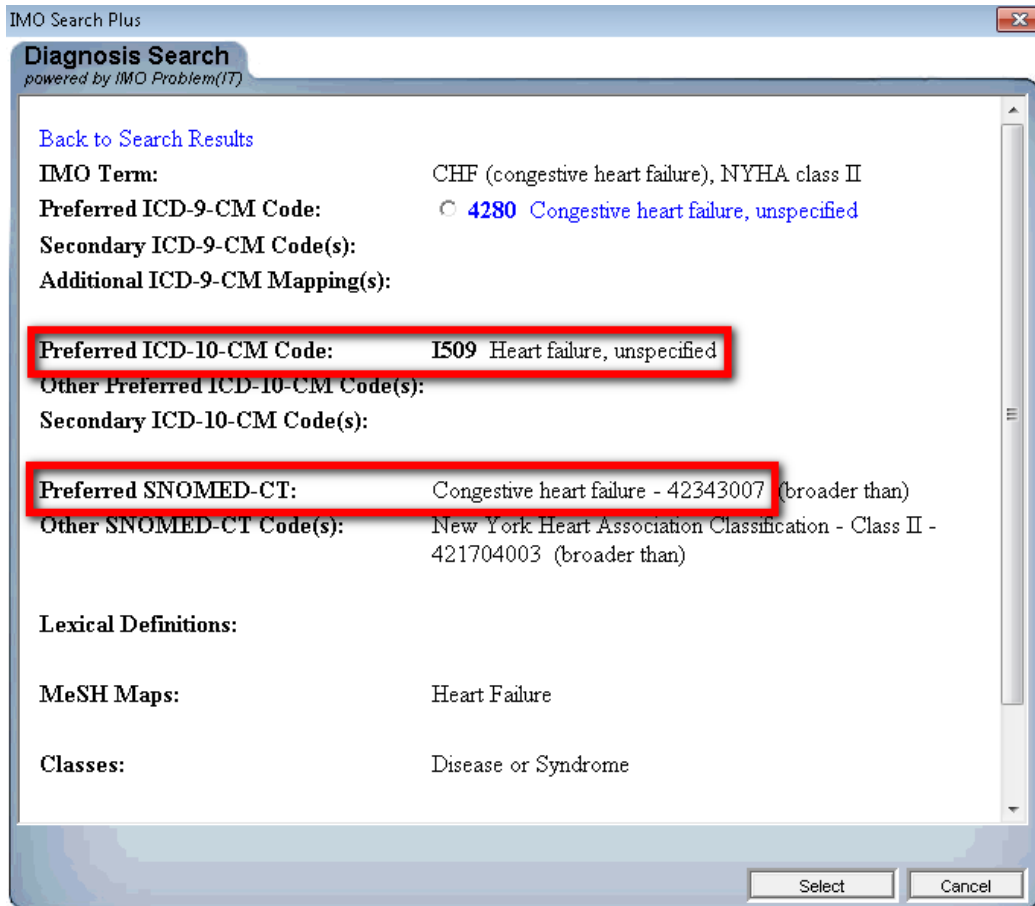 IMO Search Plus
Diagnosis Search
powered by IMO Problem(IT)
Back to Search Results
IMO Term: CHF (congestive heart failure), NYHA class II
Preferred ICD-9-CM Code: 4280 Congestive heart failure, unspecified
Secondary ICD-9-CM Code(s):
Additional ICD-9-CM Mapping(s):
Preferred ICD-10-CM Code: I509 Heart failure, unspecified
Other Preferred ICD-10-CM Code(s):
Secondary ICD-10-CM Code(s):
Preferred SNOMED-CT: Congestive heart failure - 42343007 (broader than)
Other SNOMED-CT Code(s): New York Heart Association Classification - Class II -
421704003 (broader than)
Lexical Definitions:
MeSH Maps: Heart Failure
Classes: Disease or Syndrome
Select Cancel